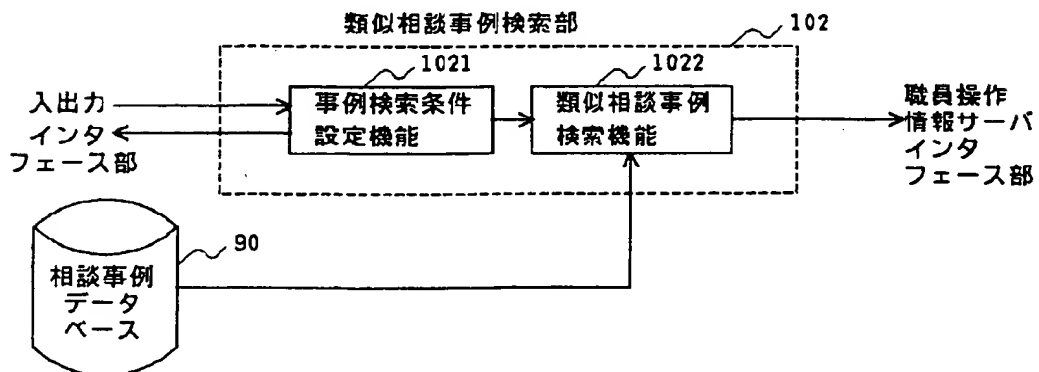 類似相談事例検索部
102
1021
1022
入出力
インタ
フェース部
事例検索条件
設定機能
類似相談事例
検索機能
職員操作
情報サーバ
インタ
フェース部
90
相談事例
データ
ベース